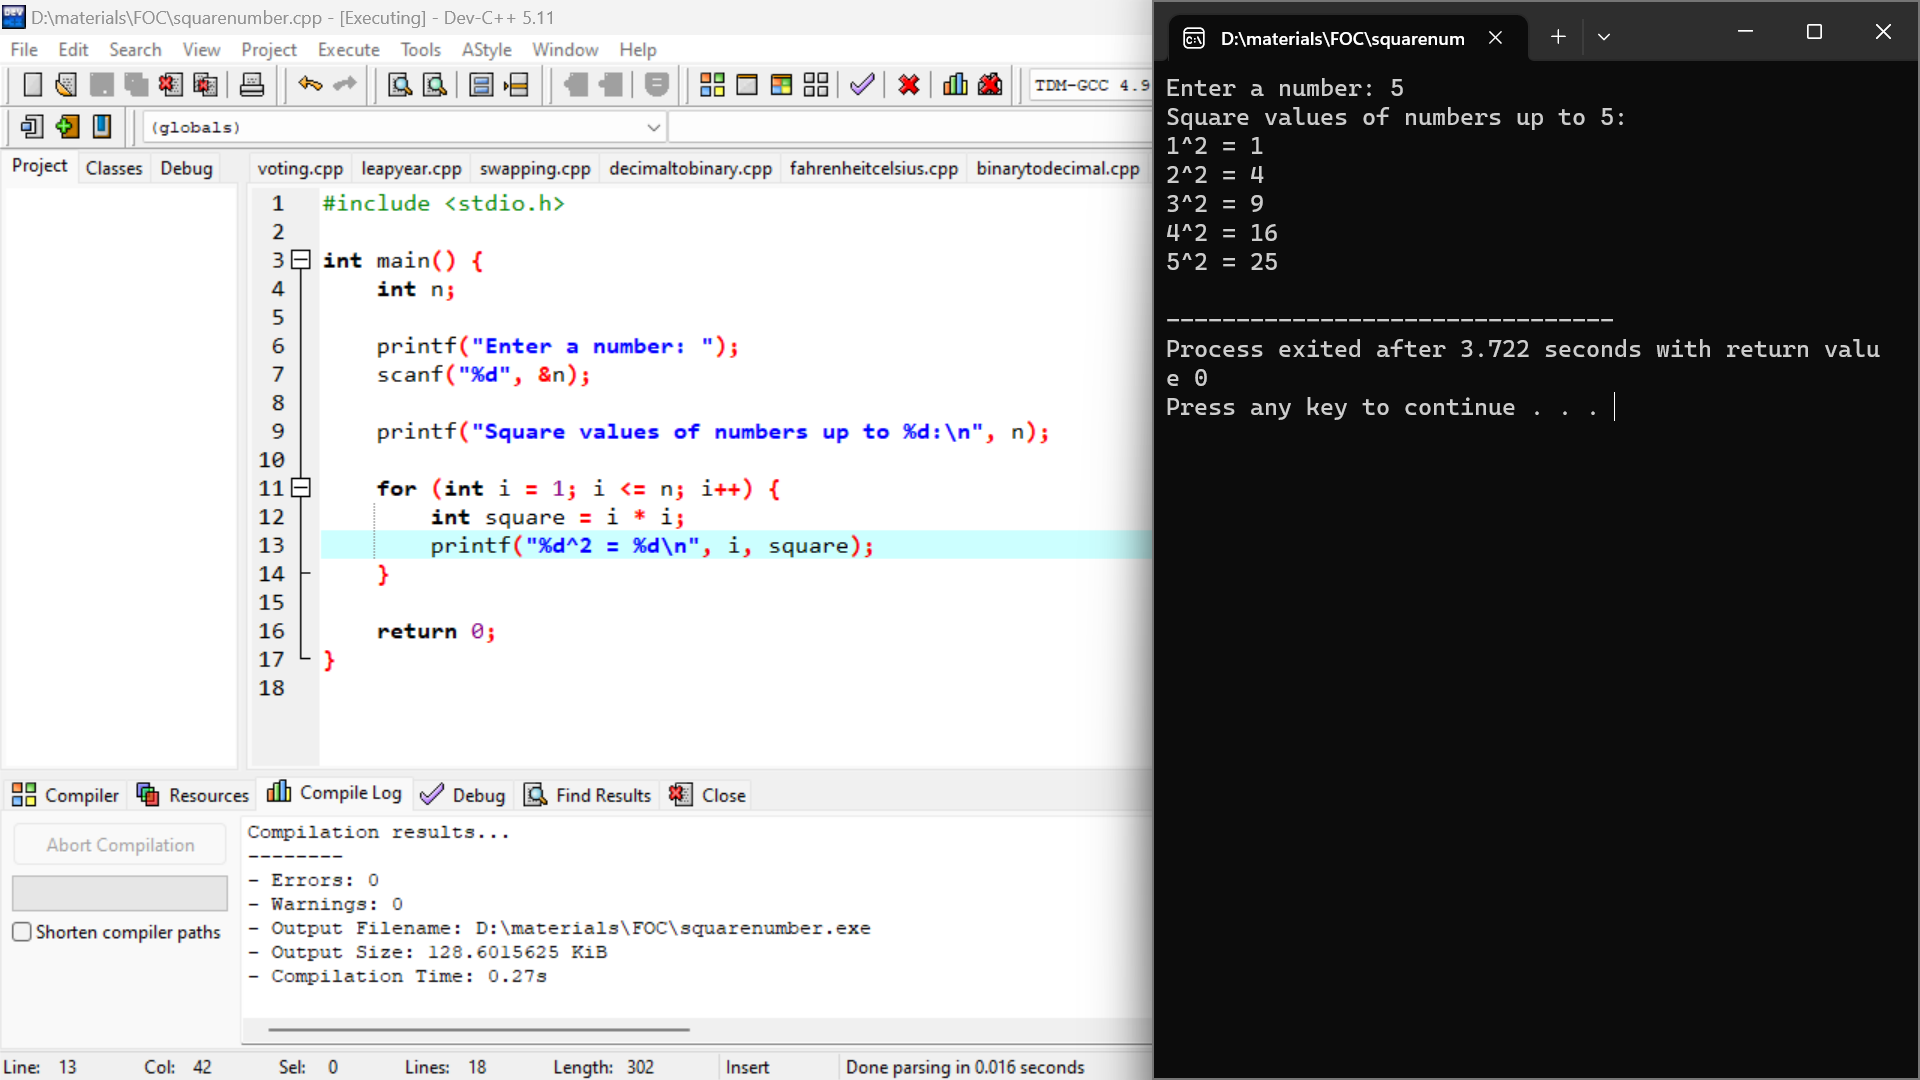 D:\materials\FOC\squarenumber.cpp - [Executing] - Dev-C++ 5.11
File Edit Search View Project Execute Tools AStyle Window Help
TDM-GCC 4.9
(globals)
Project Classes Debug
voting.cpp leapyear.cpp swapping.cpp decimaltobinary.cpp fahrenheitcelsius.cpp binarytodecimal.cpp
1 #include <stdio.h>
2
3 int main() {
4     int n;
5
6     printf("Enter a number: ");
7     scanf("%d", &n);
8
9     printf("Square values of numbers up to %d:\n", n);
10
11     for (int i = 1; i <= n; i++) {
12         int square = i * i;
13         printf("%d^2 = %d\n", i, square);
14     }
15
16     return 0;
17 }
18
Compiler Resources Compile Log Debug Find Results Close
Abort Compilation
Shorten compiler paths
Compilation results...
--------
- Errors: 0
- Warnings: 0
- Output Filename: D:\materials\FOC\squarenumber.exe
- Output Size: 128.6015625 KiB
- Compilation Time: 0.27s
Line: 13 Col: 42 Sel: 0 Lines: 18 Length: 302 Insert Done parsing in 0.016 seconds
D:\materials\FOC\squarenum
Enter a number: 5
Square values of numbers up to 5:
1^2 = 1
2^2 = 4
3^2 = 9
4^2 = 16
5^2 = 25
--------------------------------
Process exited after 3.722 seconds with return valu
e 0
Press any key to continue . . .